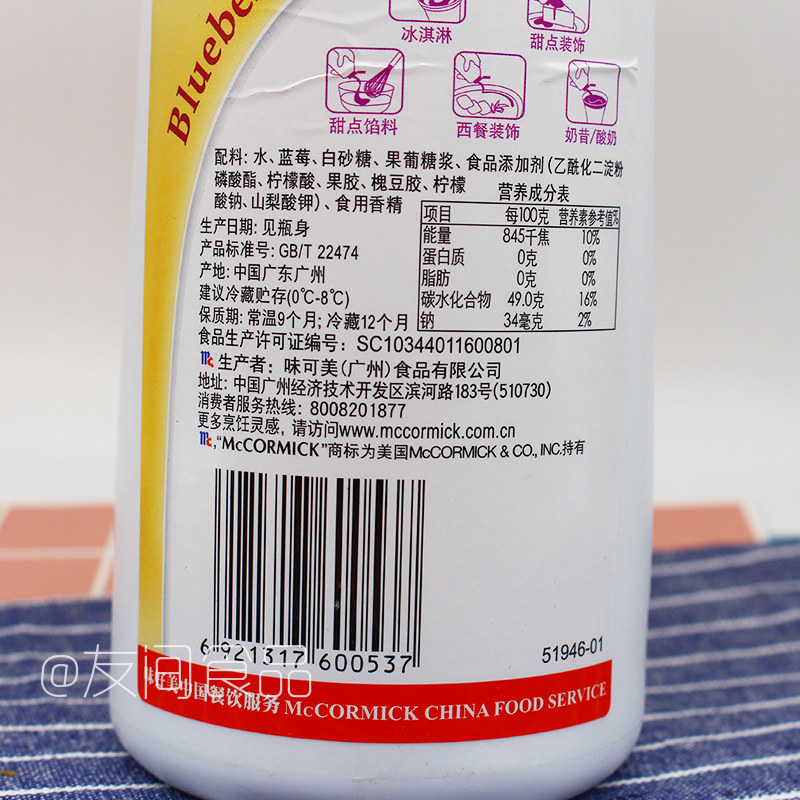 Blueber
冰淇淋 甜点装饰
甜点馅料 西餐装饰 奶昔/酸奶
配料: 水、蓝莓、白砂糖、果葡糖浆、食品添加剂(乙酰化二淀粉
磷酸酯、柠檬酸、果胶、槐豆胶、柠檬
酸钠、山梨酸钾)、食用香精
生产日期: 见瓶身
产品标准号: GB/T 22474
产地: 中国广东广州
建议冷藏贮存(0℃-8℃)
保质期: 常温9个月; 冷藏12个月
营养成分表
项目 每100克 营养素参考值%
能量 845千焦 10%
蛋白质 0克 0%
脂肪 0克 0%
碳水化合物 49.0克 16%
钠 34毫克 2%
食品生产许可证编号: SC10344011600801
mc 生产者: 味可美(广州)食品有限公司
地址: 中国广州经济技术开发区滨河路183号(510730)
消费者服务热线: 8008201877
更多烹饪灵感, 请访问www.mccormick.com.cn
mc,"McCORMICK"商标为美国McCORMICK & CO., INC.持有
6 921317 600537
51946-01
@友间食品
味可美中国餐饮服务 McCORMICK CHINA FOOD SERVICE